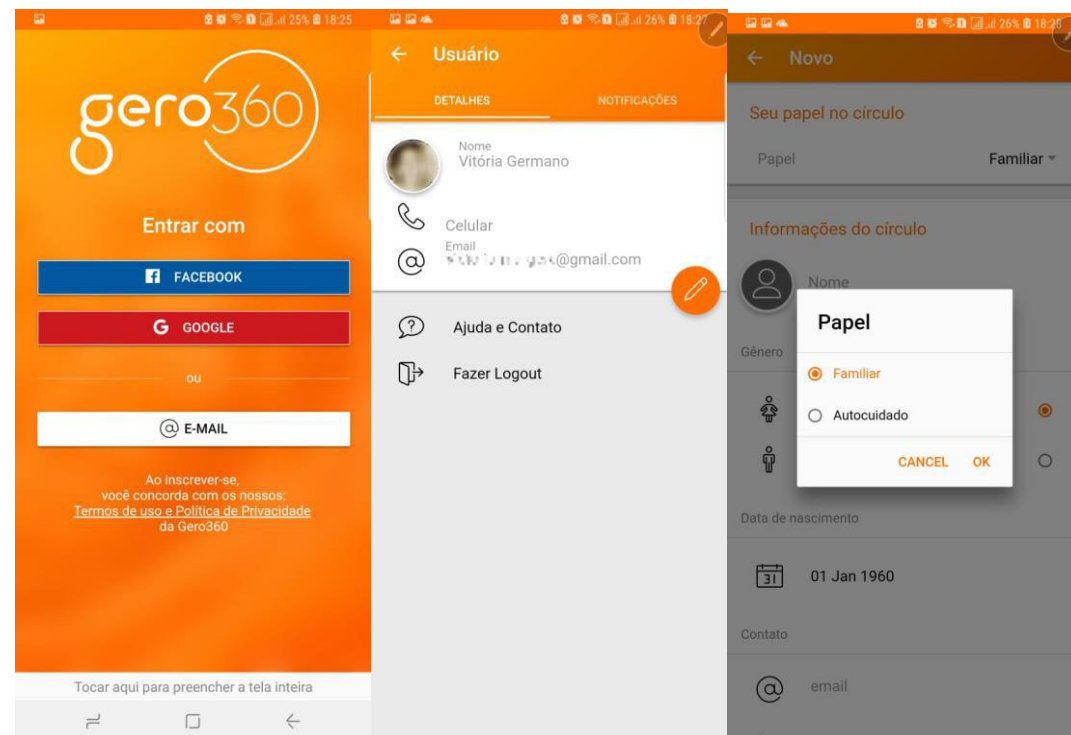 25% 18:25
gero360
Entrar com
FACEBOOK
G GOOGLE
ou
@ E-MAIL
Ao inscrever-se,
você concorda com os nossos:
Termos de uso e Política de Privacidade
da Gero360
Tocar aqui para preencher a tela inteira
26% 18:27
Usuário
DETALHES NOTIFICAÇÕES
Nome
Vitória Germano
Celular
Email
@gmail.com
Ajuda e Contato
Fazer Logout
26% 18:28
Novo
Seu papel no círculo
Papel Familiar
Informações do círculo
Nome
Gênero
Papel
Familiar
Autocuidado
CANCEL OK
Data de nascimento
31 01 Jan 1960
Contato
@ email